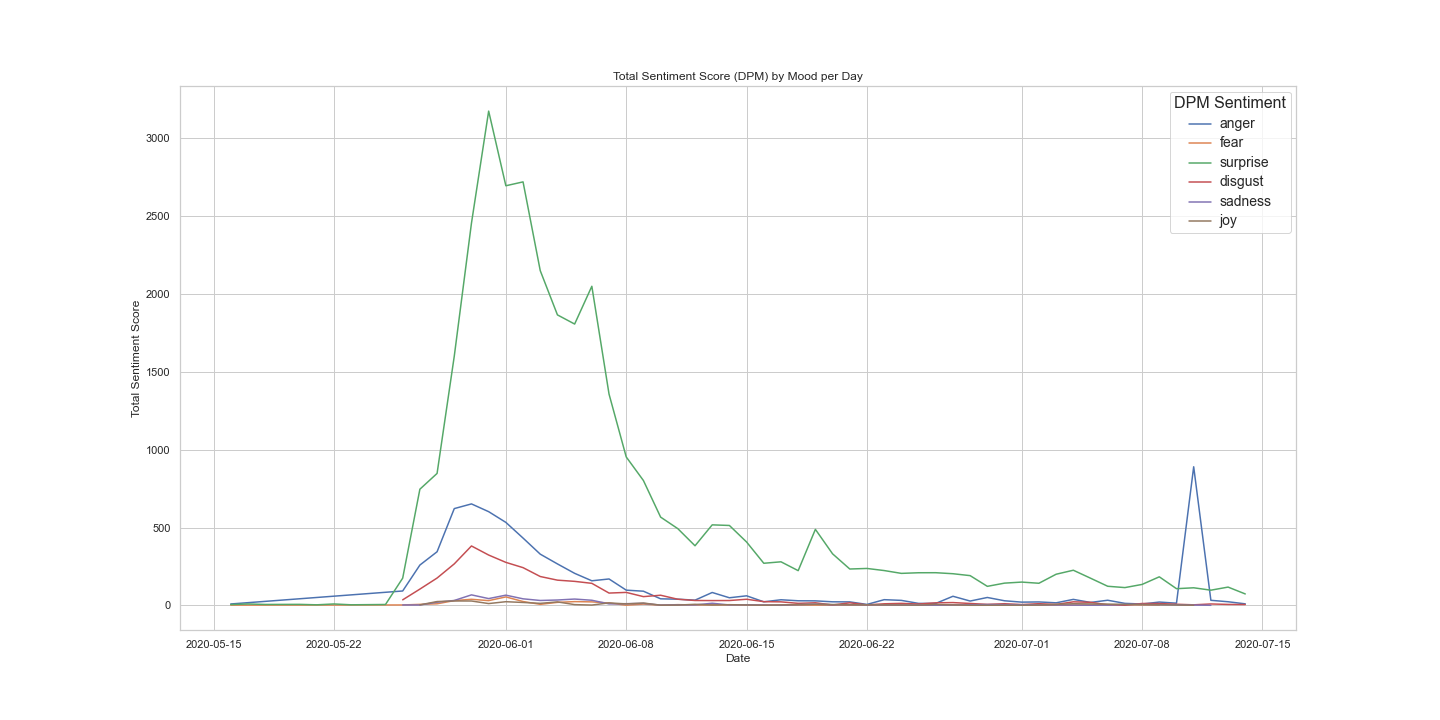 Total Sentiment Score (DPM) by Mood per Day
DPM Sentiment
anger
fear
surprise
disgust
sadness
joy
Total Sentiment Score
3000
2500
2000
1500
1000
500
0
2020-05-15
2020-05-22
2020-06-01
2020-06-08
2020-06-15
2020-06-22
2020-07-01
2020-07-08
2020-07-15
Date